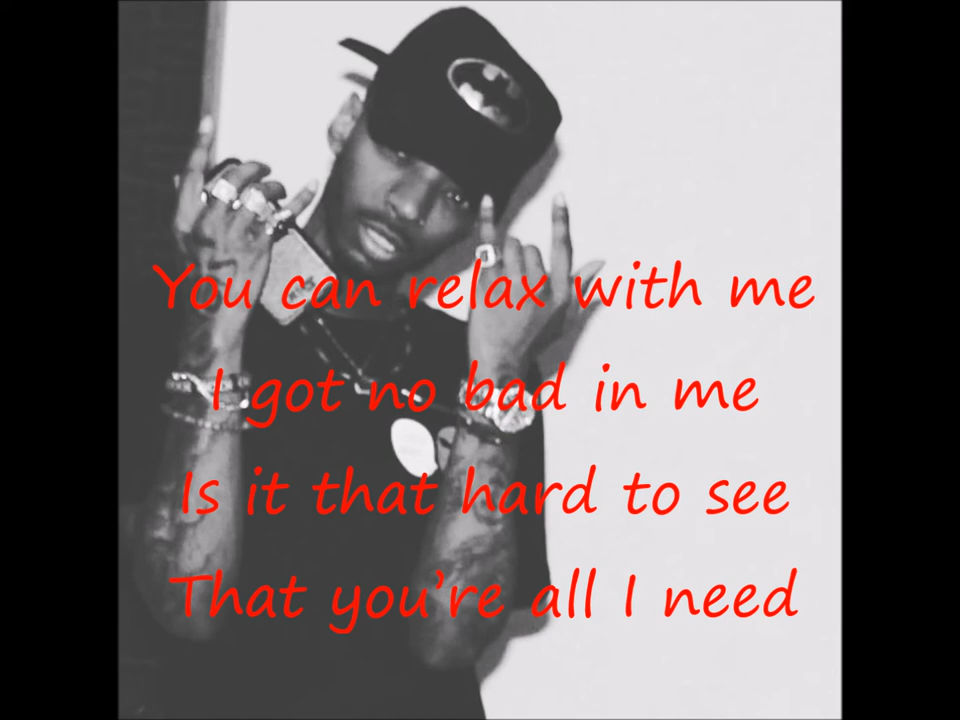 You can relax with me
I got no bad in me
Is it that hard to see
That you’re all I need